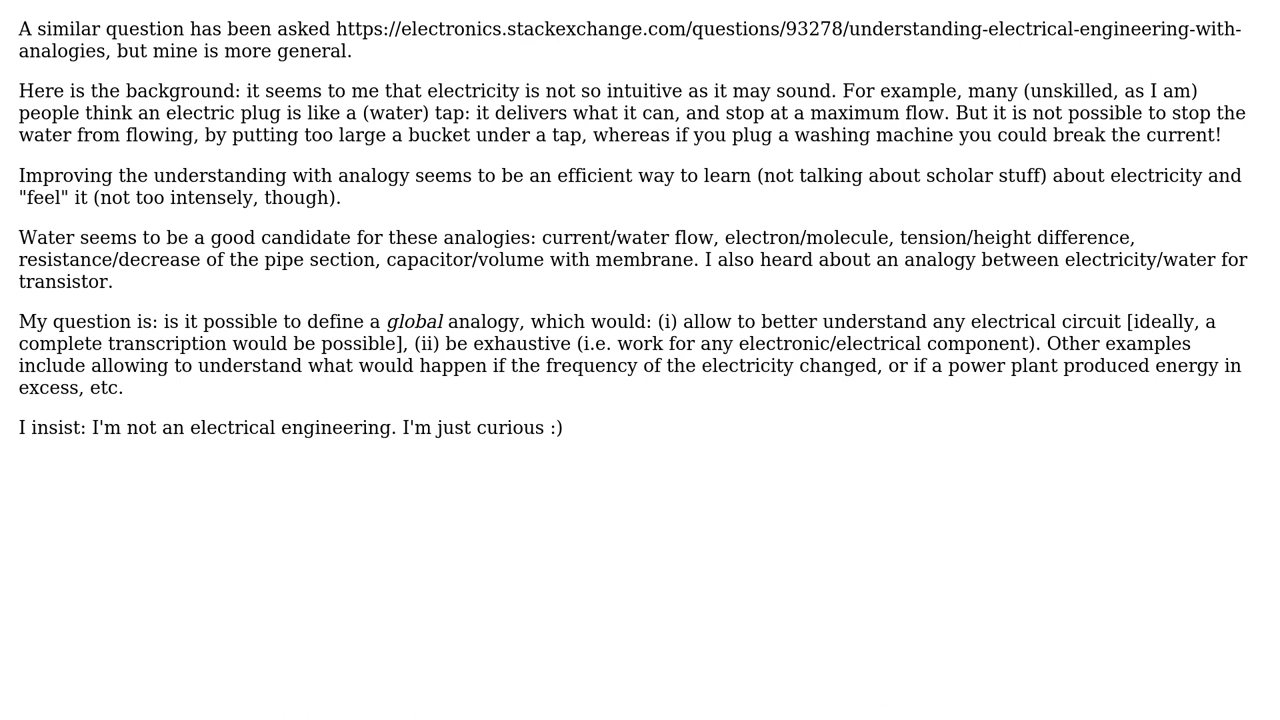 A similar question has been asked https://electronics.stackexchange.com/questions/93278/understanding-electrical-engineering-with-
analogies, but mine is more general.
Here is the background: it seems to me that electricity is not so intuitive as it may sound. For example, many (unskilled, as I am)
people think an electric plug is like a (water) tap: it delivers what it can, and stop at a maximum flow. But it is not possible to stop the
water from flowing, by putting too large a bucket under a tap, whereas if you plug a washing machine you could break the current!
Improving the understanding with analogy seems to be an efficient way to learn (not talking about scholar stuff) about electricity and
"feel" it (not too intensely, though).
Water seems to be a good candidate for these analogies: current/water flow, electron/molecule, tension/height difference,
resistance/decrease of the pipe section, capacitor/volume with membrane. I also heard about an analogy between electricity/water for
transistor.
My question is: is it possible to define a global analogy, which would: (i) allow to better understand any electrical circuit [ideally, a
complete transcription would be possible], (ii) be exhaustive (i.e. work for any electronic/electrical component). Other examples
include allowing to understand what would happen if the frequency of the electricity changed, or if a power plant produced energy in
excess, etc.
I insist: I'm not an electrical engineering. I'm just curious :)